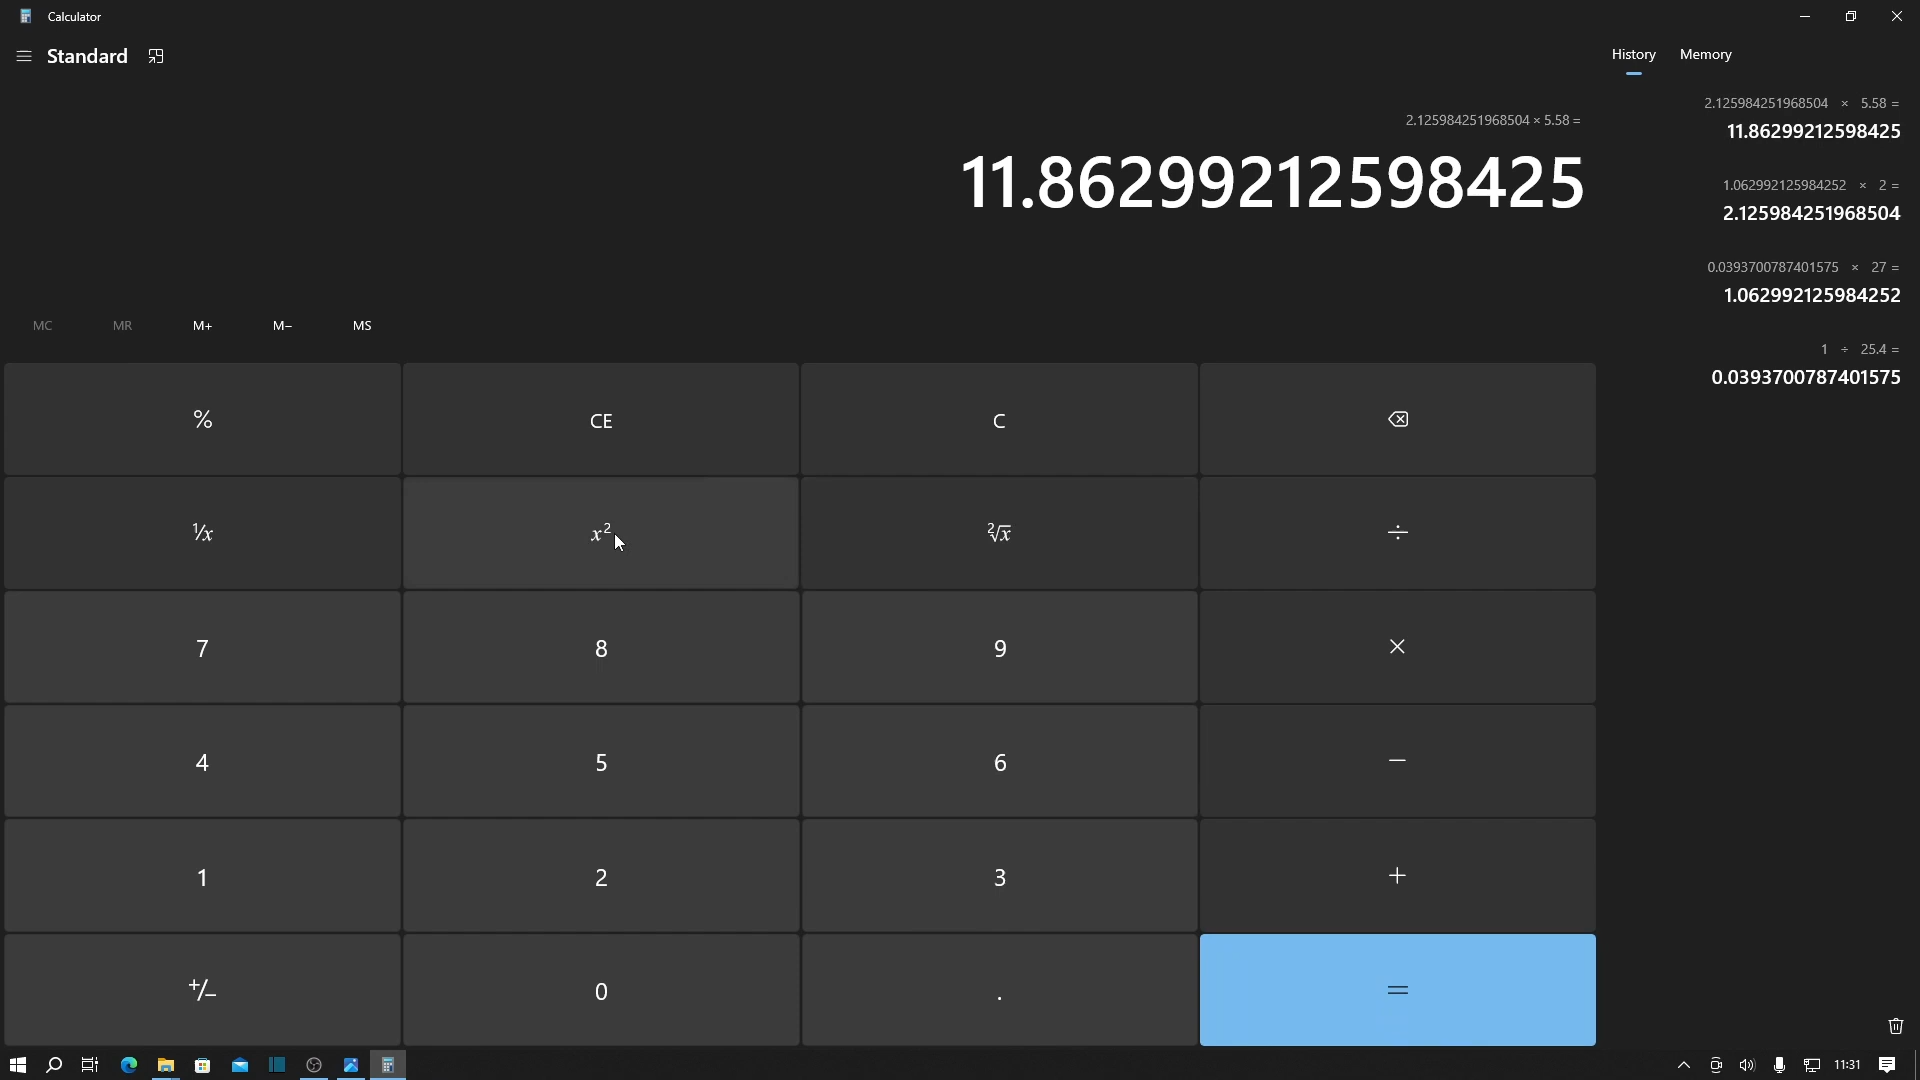 Calculator
Standard
History Memory
2.125984251968504 × 5.58 =
11.86299212598425
2.125984251968504 × 5.58 =
11.86299212598425
1.062992125984252 × 2 =
2.125984251968504
0.0393700787401575 × 27 =
1.062992125984252
1 ÷ 25.4 =
0.0393700787401575
MC MR M+ M− MS
% CE C
⅟x x² ²√x ÷
7 8 9 ×
4 5 6 −
1 2 3 +
+/− 0 . =
11:31